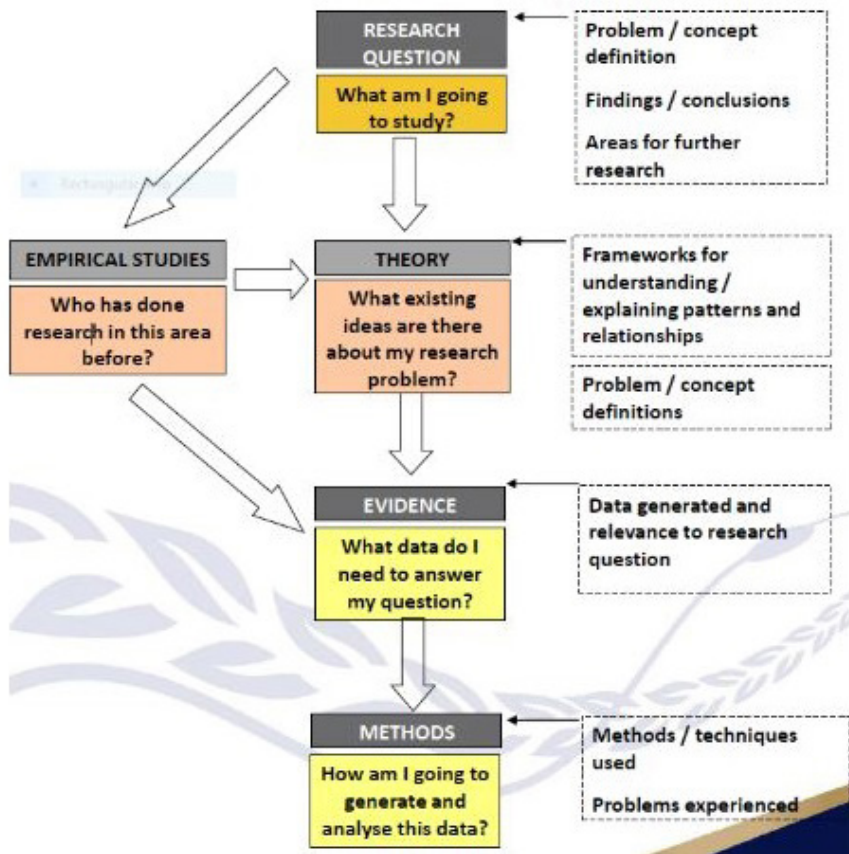 RESEARCH
QUESTION
What am I going
to study?
Problem / concept
definition
Findings / conclusions
Areas for further
research
EMPIRICAL STUDIES
Who has done
research in this area
before?
THEORY
What existing
ideas are there
about my research
problem?
Frameworks for
understanding /
explaining patterns and
relationships
Problem / concept
definitions
EVIDENCE
What data do I
need to answer
my question?
Data generated and
relevance to research
question
METHODS
How am I going to
generate and
analyse this data?
Methods / techniques
used
Problems experienced